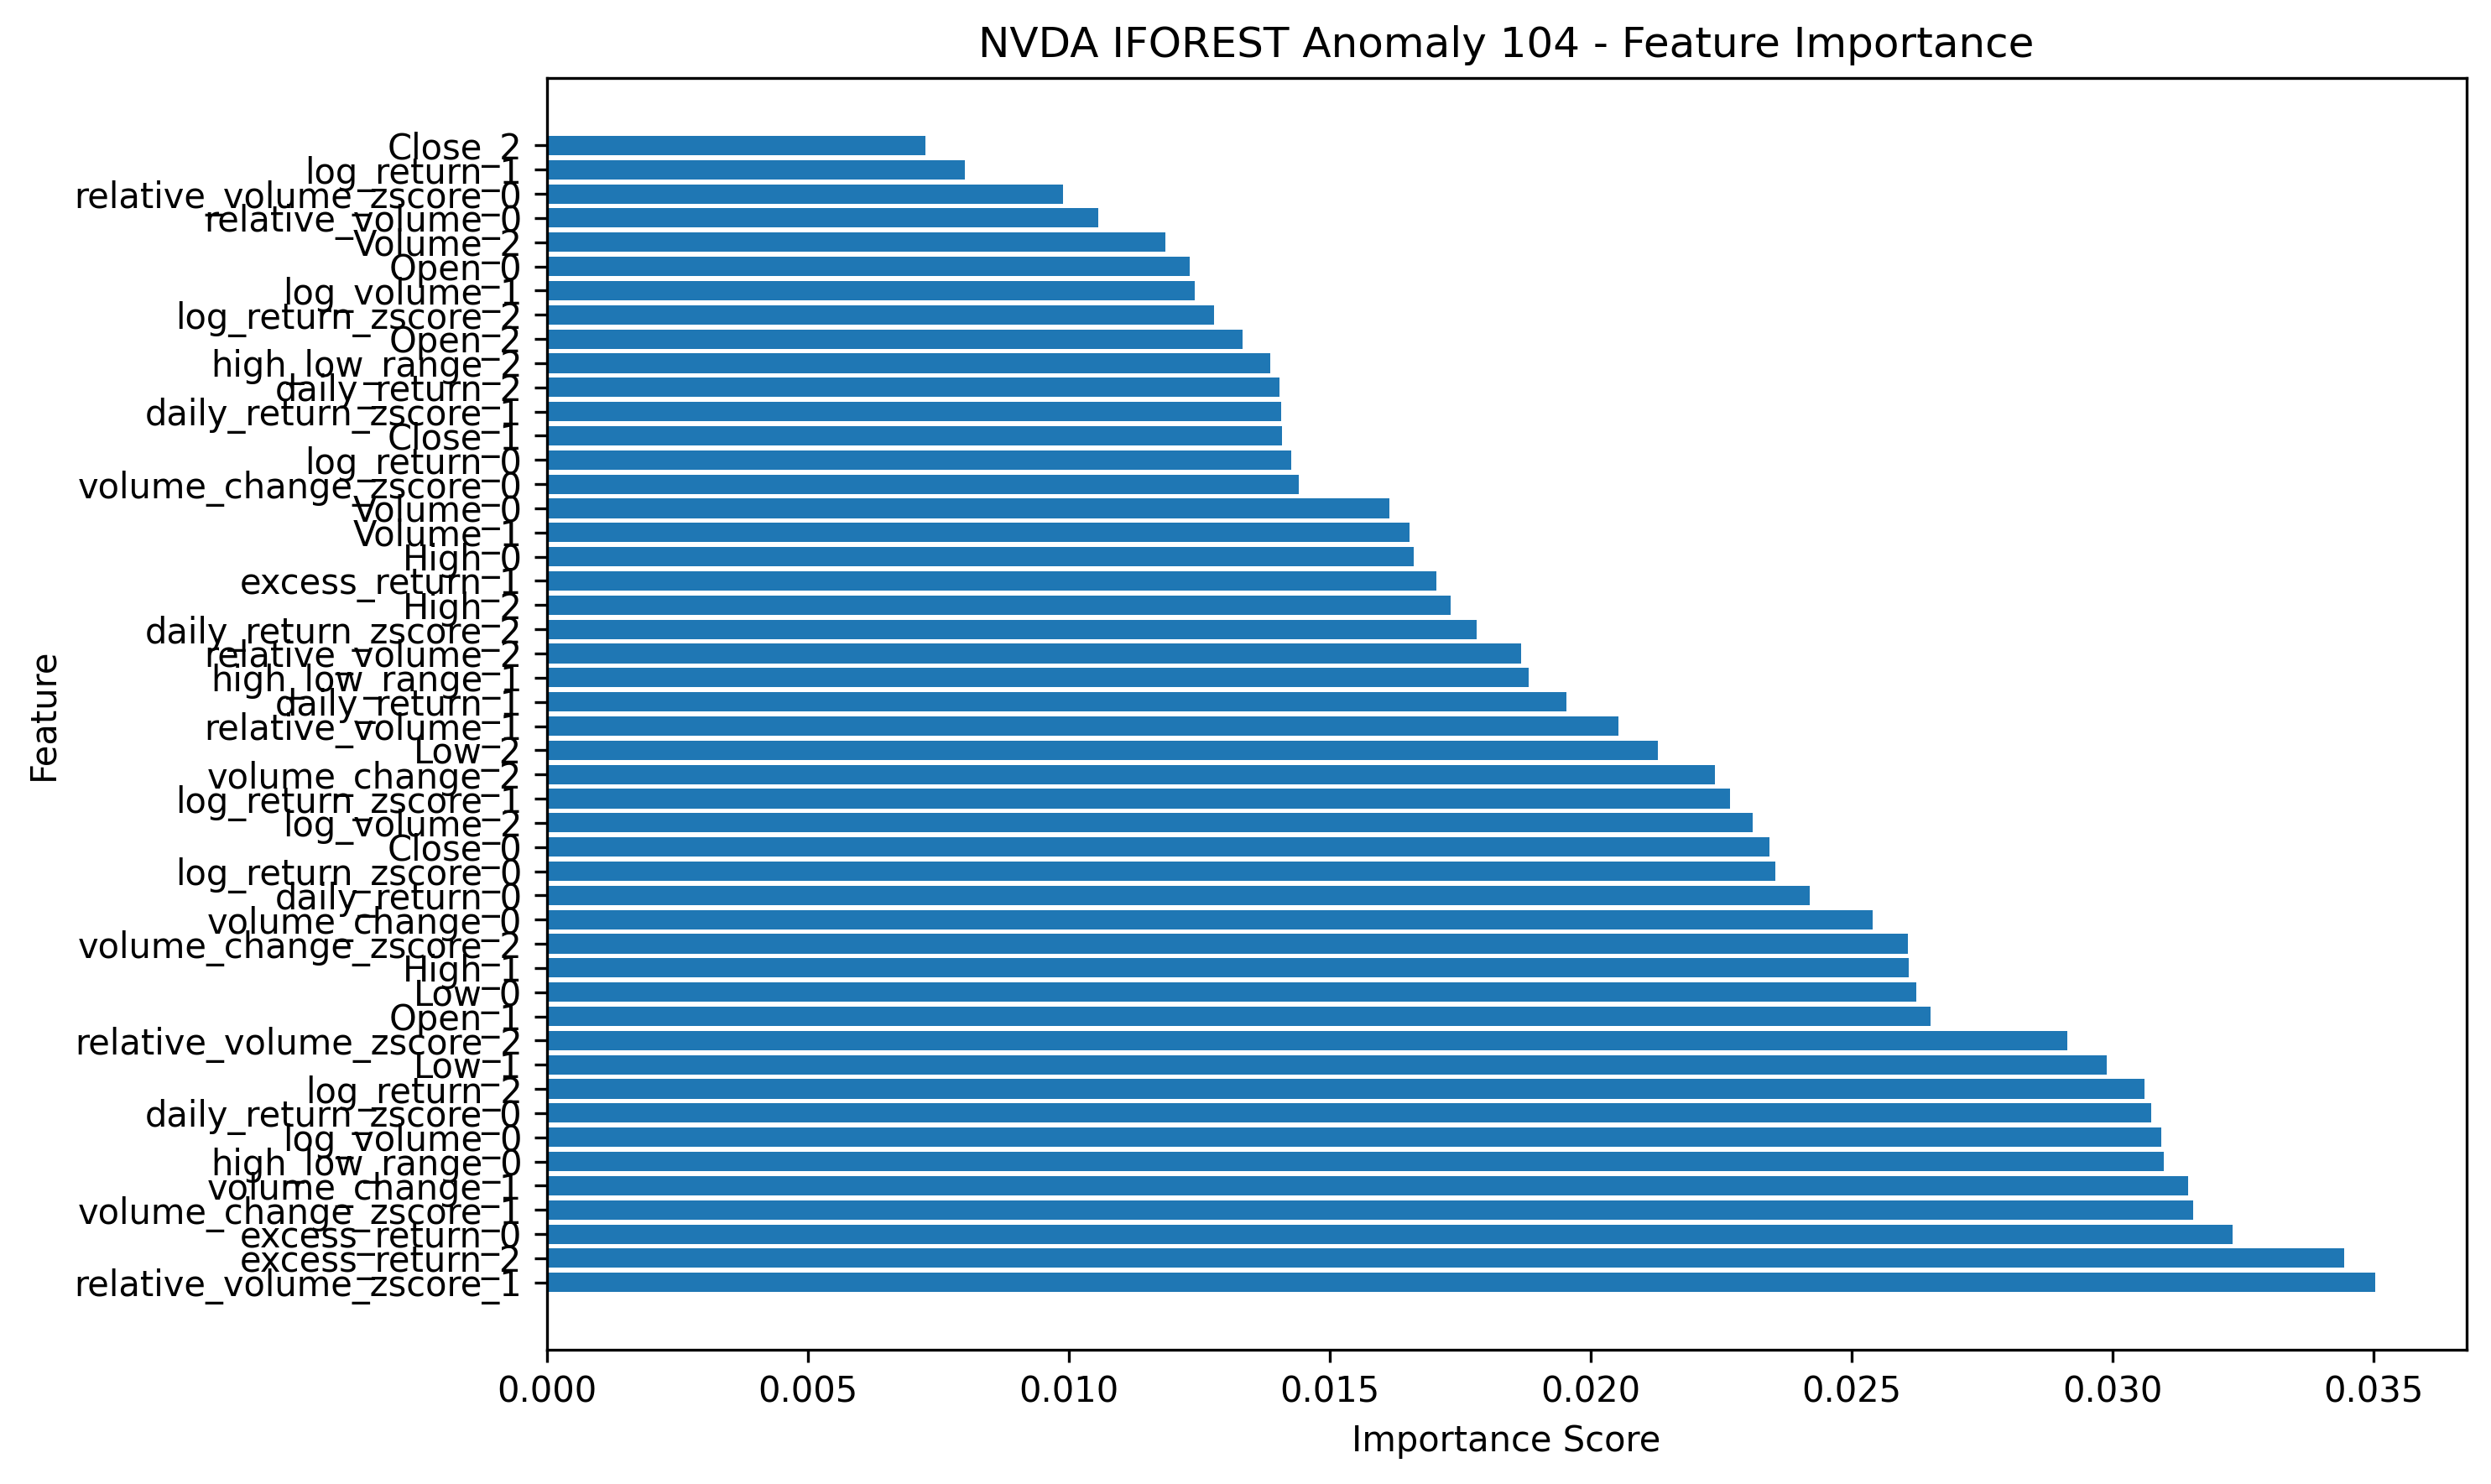 NVDA IFOREST Anomaly 104 - Feature Importance
Close_2
log_return_1
relative_volume_zscore_0
relative_volume_0
Volume_2
Open_0
log_volume_1
log_return_zscore_2
Open_2
high_low_range_2
daily_return_2
daily_return_zscore_1
Close_1
log_return_0
volume_change_zscore_0
Volume_0
Volume_1
High_0
excess_return_1
High_2
daily_return_zscore_2
relative_volume_2
high_low_range_1
daily_return_1
relative_volume_1
Low_2
volume_change_2
log_return_zscore_1
log_volume_2
Close_0
log_return_zscore_0
daily_return_0
volume_change_0
volume_change_zscore_2
High_1
Low_0
Open_1
relative_volume_zscore_2
Low_1
log_return_2
daily_return_zscore_0
log_volume_0
high_low_range_0
volume_change_1
volume_change_zscore_1
excess_return_0
excess_return_2
relative_volume_zscore_1
Feature
0.000 0.005 0.010 0.015 0.020 0.025 0.030 0.035
Importance Score